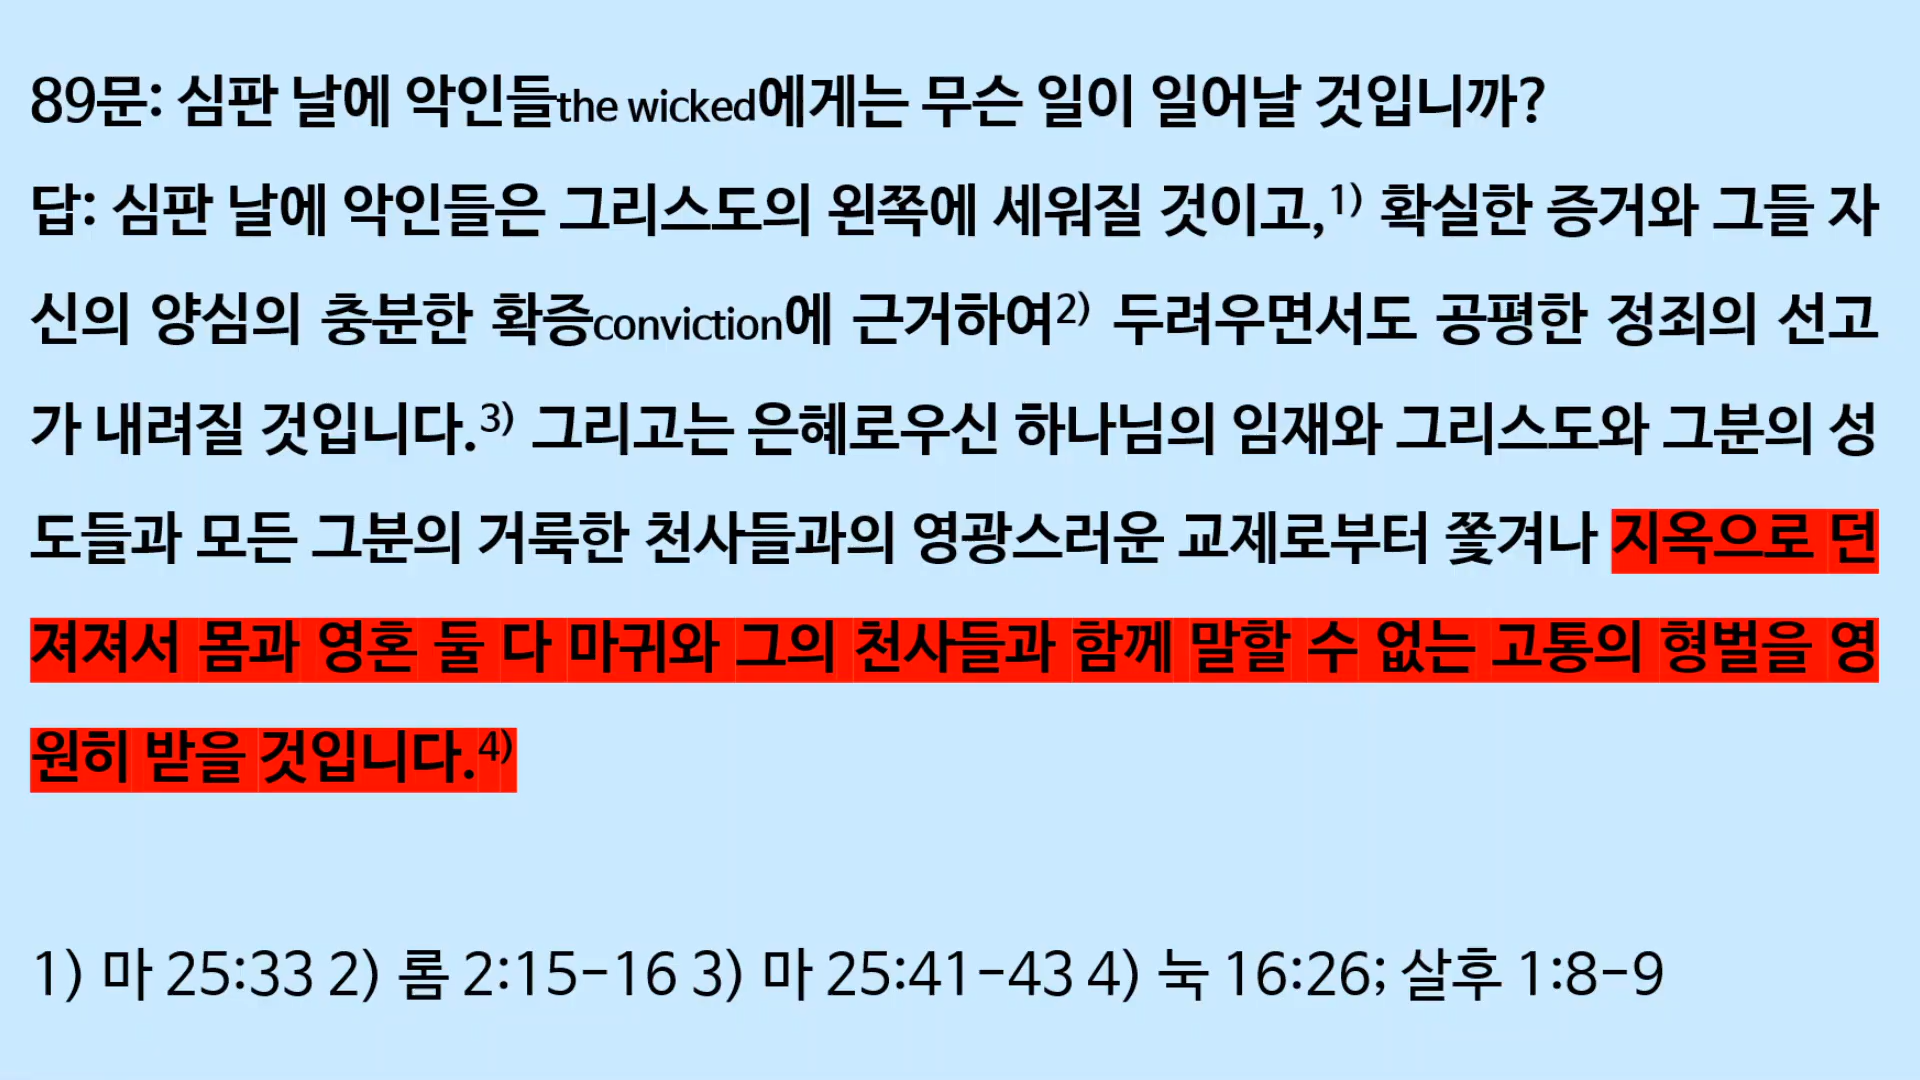 89문: 심판 날에 악인들the wicked에게는 무슨 일이 일어날 것입니까?
답: 심판 날에 악인들은 그리스도의 왼쪽에 세워질 것이고,1) 확실한 증거와 그들 자
신의 양심의 충분한 확증conviction에 근거하여2) 두려우면서도 공평한 정죄의 선고
가 내려질 것입니다.3) 그리고는 은혜로우신 하나님의 임재와 그리스도와 그분의 성
도들과 모든 그분의 거룩한 천사들과의 영광스러운 교제로부터 쫓겨나 지옥으로 던
져져서 몸과 영혼 둘 다 마귀와 그의 천사들과 함께 말할 수 없는 고통의 형벌을 영
원히 받을 것입니다.4)
1) 마 25:33 2) 롬 2:15-16 3) 마 25:41-43 4) 눅 16:26; 살후 1:8-9